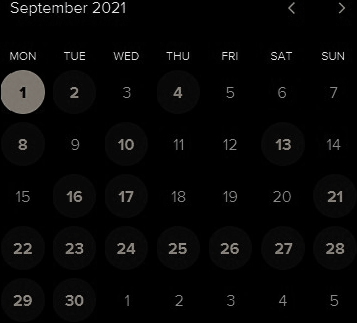 September 2021
MON TUE WED THU FRI SAT SUN
1 2 3 4 5 6 7
8 9 10 11 12 13 14
15 16 17 18 19 20 21
22 23 24 25 26 27 28
29 30 1 2 3 4 5